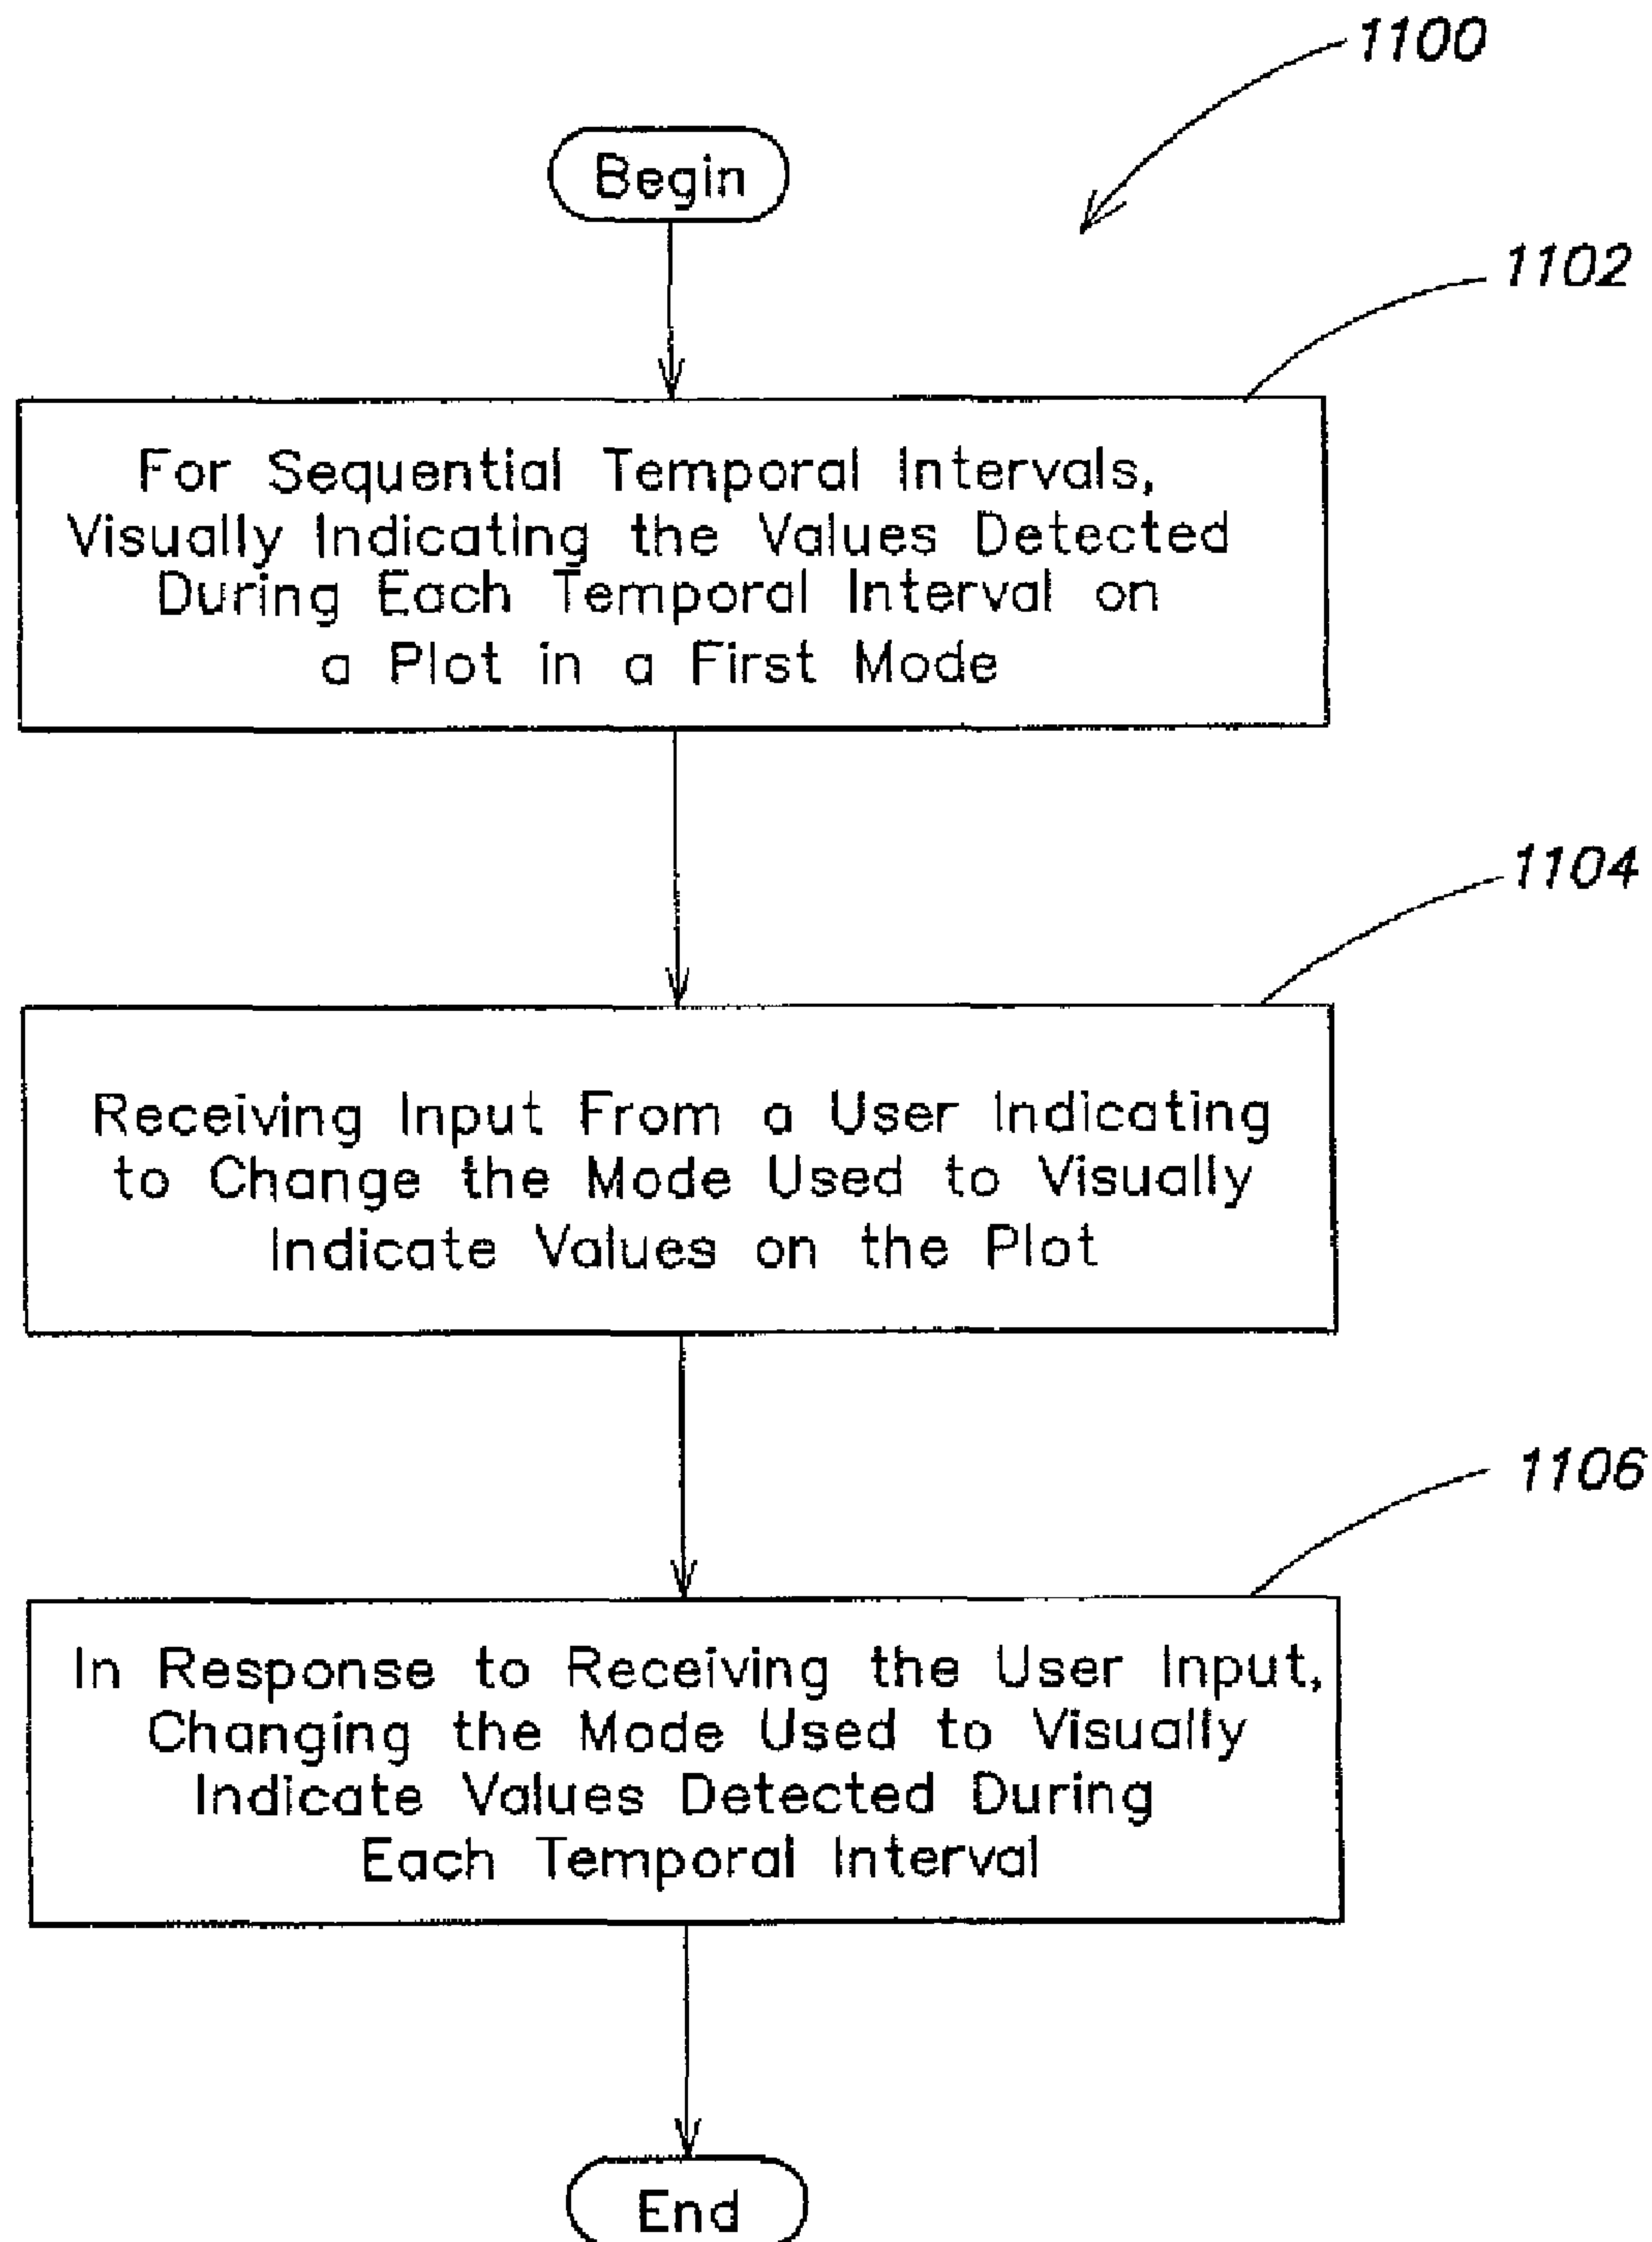 1100
Begin
1102
For Sequential Temporal Intervals,
Visually Indicating the Values Detected
During Each Temporal Interval on
a Plot in a First Mode
1104
Receiving Input From a User Indicating
to Change the Mode Used to Visually
Indicate Values on the Plot
1106
In Response to Receiving the User Input,
Changing the Mode Used to Visually
Indicate Values Detected During
Each Temporal Interval
End